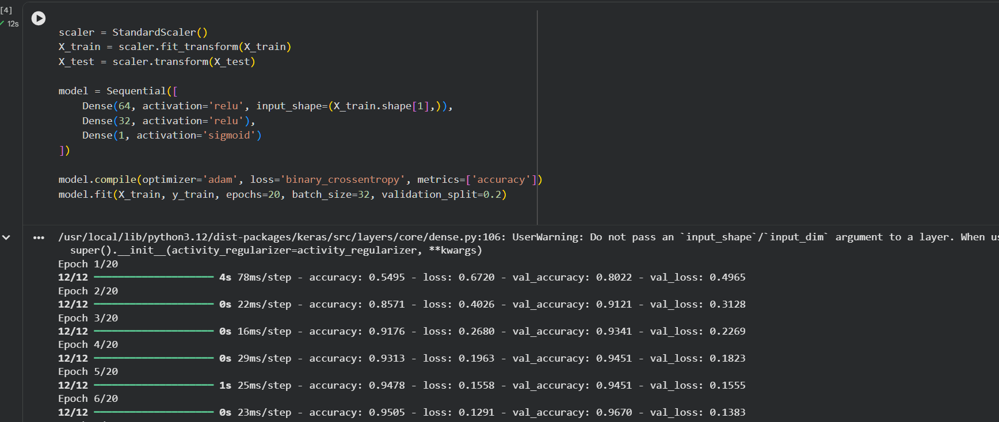 [4]
12s
scaler = StandardScaler()
X_train = scaler.fit_transform(X_train)
X_test = scaler.transform(X_test)
model = Sequential([
    Dense(64, activation='relu', input_shape=(X_train.shape[1],)),
    Dense(32, activation='relu'),
    Dense(1, activation='sigmoid')
])
model.compile(optimizer='adam', loss='binary_crossentropy', metrics=['accuracy'])
model.fit(X_train, y_train, epochs=20, batch_size=32, validation_split=0.2)
/usr/local/lib/python3.12/dist-packages/keras/src/layers/core/dense.py:106: UserWarning: Do not pass an `input_shape`/`input_dim` argument to a layer. When
  super().__init__(activity_regularizer=activity_regularizer, **kwargs)
Epoch 1/20
12/12 4s 78ms/step - accuracy: 0.5495 - loss: 0.6720 - val_accuracy: 0.8022 - val_loss: 0.4965
Epoch 2/20
12/12 0s 22ms/step - accuracy: 0.8571 - loss: 0.4026 - val_accuracy: 0.9121 - val_loss: 0.3128
Epoch 3/20
12/12 0s 16ms/step - accuracy: 0.9176 - loss: 0.2680 - val_accuracy: 0.9341 - val_loss: 0.2269
Epoch 4/20
12/12 0s 29ms/step - accuracy: 0.9313 - loss: 0.1963 - val_accuracy: 0.9451 - val_loss: 0.1823
Epoch 5/20
12/12 1s 25ms/step - accuracy: 0.9478 - loss: 0.1558 - val_accuracy: 0.9451 - val_loss: 0.1555
Epoch 6/20
12/12 0s 23ms/step - accuracy: 0.9505 - loss: 0.1291 - val_accuracy: 0.9670 - val_loss: 0.1383